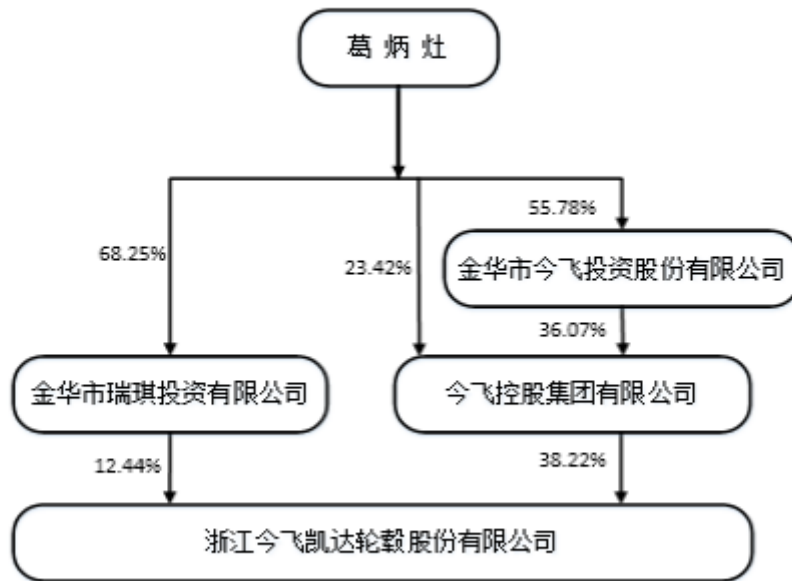 葛炳灶
55.78%
68.25%
23.42%
金华市今飞投资股份有限公司
36.07%
金华市瑞琪投资有限公司
今飞控股集团有限公司
12.44%
38.22%
浙江今飞凯达轮毂股份有限公司